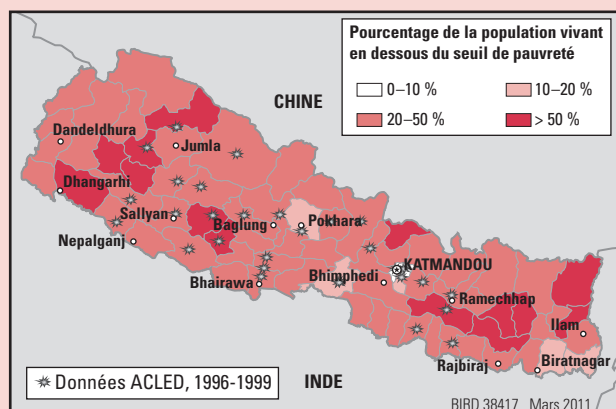 Pourcentage de la population vivant
en dessous du seuil de pauvreté
0–10 %
10–20 %
20–50 %
> 50 %
CHINE
Dandeldhura
Jumla
Dhangarhi
Sallyan
Baglung
Pokhara
Nepalganj
KATMANDOU
Bhimphedi
Bhairawa
Ramechhap
Ilam
Rajbiraj
Biratnagar
Données ACLED, 1996-1999
INDE
BIRD 38417 Mars 2011